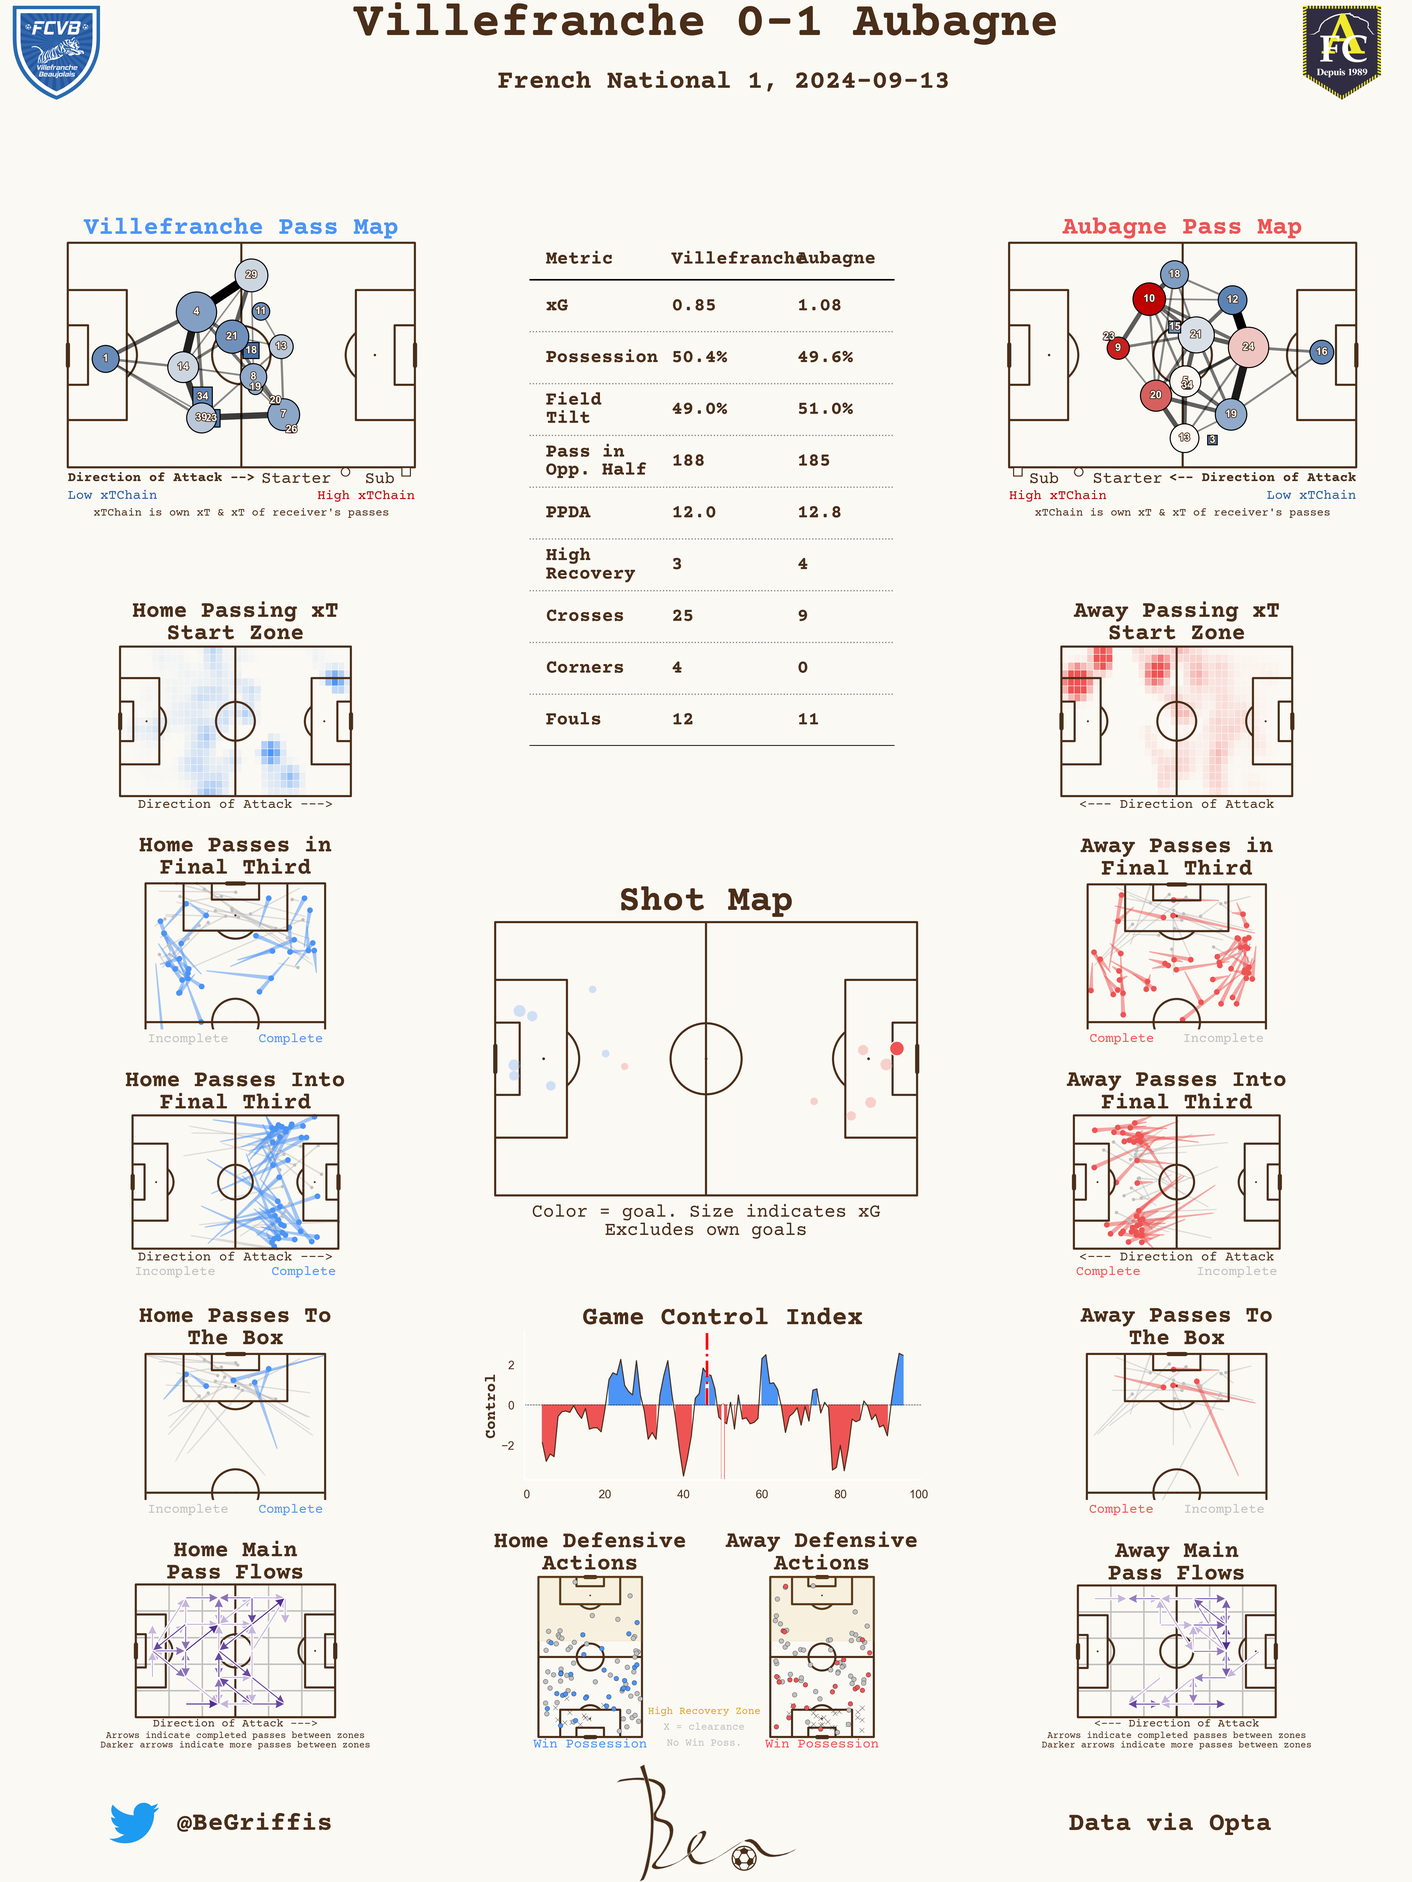 Villefranche 0-1 Aubagne
French National 1, 2024-09-13
FCVB
Villefranche
Beaujolais
A
FC
Depuis 1989
Villefranche Pass Map
29
4
11
21
13
18
1
14
8
19
34
20
39
23
7
26
Direction of Attack --> Starter Sub
Low xTChain High xTChain
xTChain is own xT & xT of receiver's passes
Metric Villefranche Aubagne
xG 0.85 1.08
Possession 50.4% 49.6%
Field
Tilt 49.0% 51.0%
Pass in
Opp. Half 188 185
PPDA 12.0 12.8
High
Recovery 3 4
Crosses 25 9
Corners 4 0
Fouls 12 11
Aubagne Pass Map
18
10
12
15
21
23
9
24
16
5
34
20
19
13
3
Sub Starter <-- Direction of Attack
High xTChain Low xTChain
xTChain is own xT & xT of receiver's passes
Home Passing xT
Start Zone
Direction of Attack --->
Away Passing xT
Start Zone
<--- Direction of Attack
Home Passes in
Final Third
Incomplete Complete
Away Passes in
Final Third
Complete Incomplete
Shot Map
Color = goal. Size indicates xG
Excludes own goals
Home Passes Into
Final Third
Direction of Attack --->
Incomplete Complete
Away Passes Into
Final Third
<--- Direction of Attack
Complete Incomplete
Home Passes To
The Box
Incomplete Complete
Game Control Index
Control
2
0
−2
0 20 40 60 80 100
Away Passes To
The Box
Complete Incomplete
Home Main
Pass Flows
Direction of Attack --->
Arrows indicate completed passes between zones
Darker arrows indicate more passes between zones
Home Defensive
Actions
Win Possession
Away Defensive
Actions
Win Possession
High Recovery Zone
X = clearance
No Win Poss.
Away Main
Pass Flows
<--- Direction of Attack
Arrows indicate completed passes between zones
Darker arrows indicate more passes between zones
@BeGriffis
Ben
Data via Opta